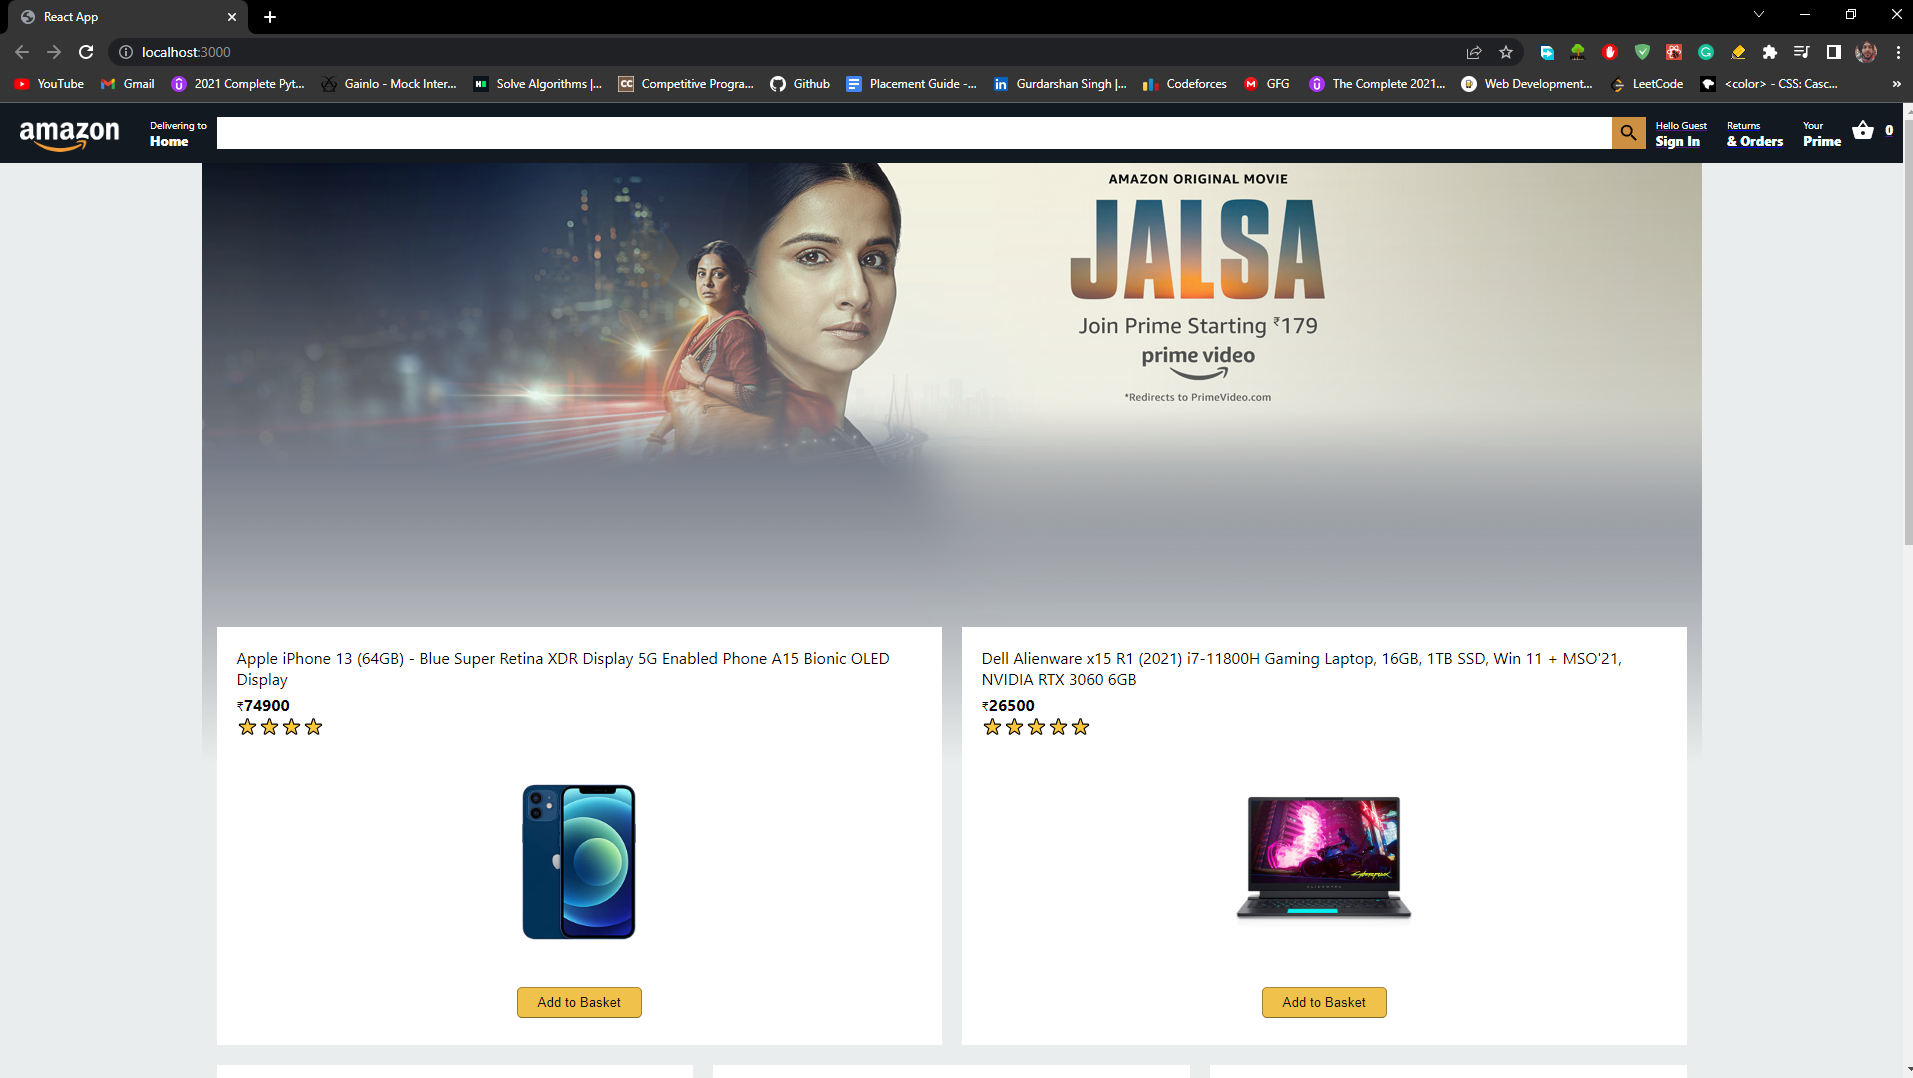 React App
localhost:3000
YouTube
Gmail
2021 Complete Pyt...
Gainlo - Mock Inter...
Solve Algorithms |...
Competitive Progra...
Github
Placement Guide -...
Gurdarshan Singh |...
Codeforces
GFG
The Complete 2021...
Web Development...
LeetCode
<color> - CSS: Casc...
»
amazon
Delivering to
Home
Hello Guest
Sign In
Returns
& Orders
Your
Prime
0
AMAZON ORIGINAL MOVIE
JALSA
Join Prime Starting ₹179
prime video
*Redirects to PrimeVideo.com
Apple iPhone 13 (64GB) - Blue Super Retina XDR Display 5G Enabled Phone A15 Bionic OLED
Display
₹74900
Dell Alienware x15 R1 (2021) i7-11800H Gaming Laptop, 16GB, 1TB SSD, Win 11 + MSO'21,
NVIDIA RTX 3060 6GB
₹26500
Cyberpunk
ALIENWARE
Add to Basket
Add to Basket